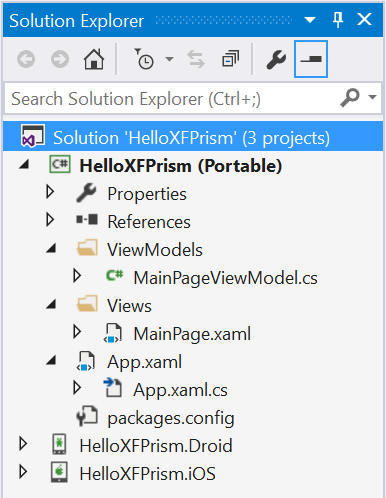 Solution Explorer
Search Solution Explorer (Ctrl+;)
Solution 'HelloXFPrism' (3 projects)
C# HelloXFPrism (Portable)
Properties
References
ViewModels
C# MainPageViewModel.cs
Views
MainPage.xaml
App.xaml
App.xaml.cs
packages.config
HelloXFPrism.Droid
HelloXFPrism.iOS